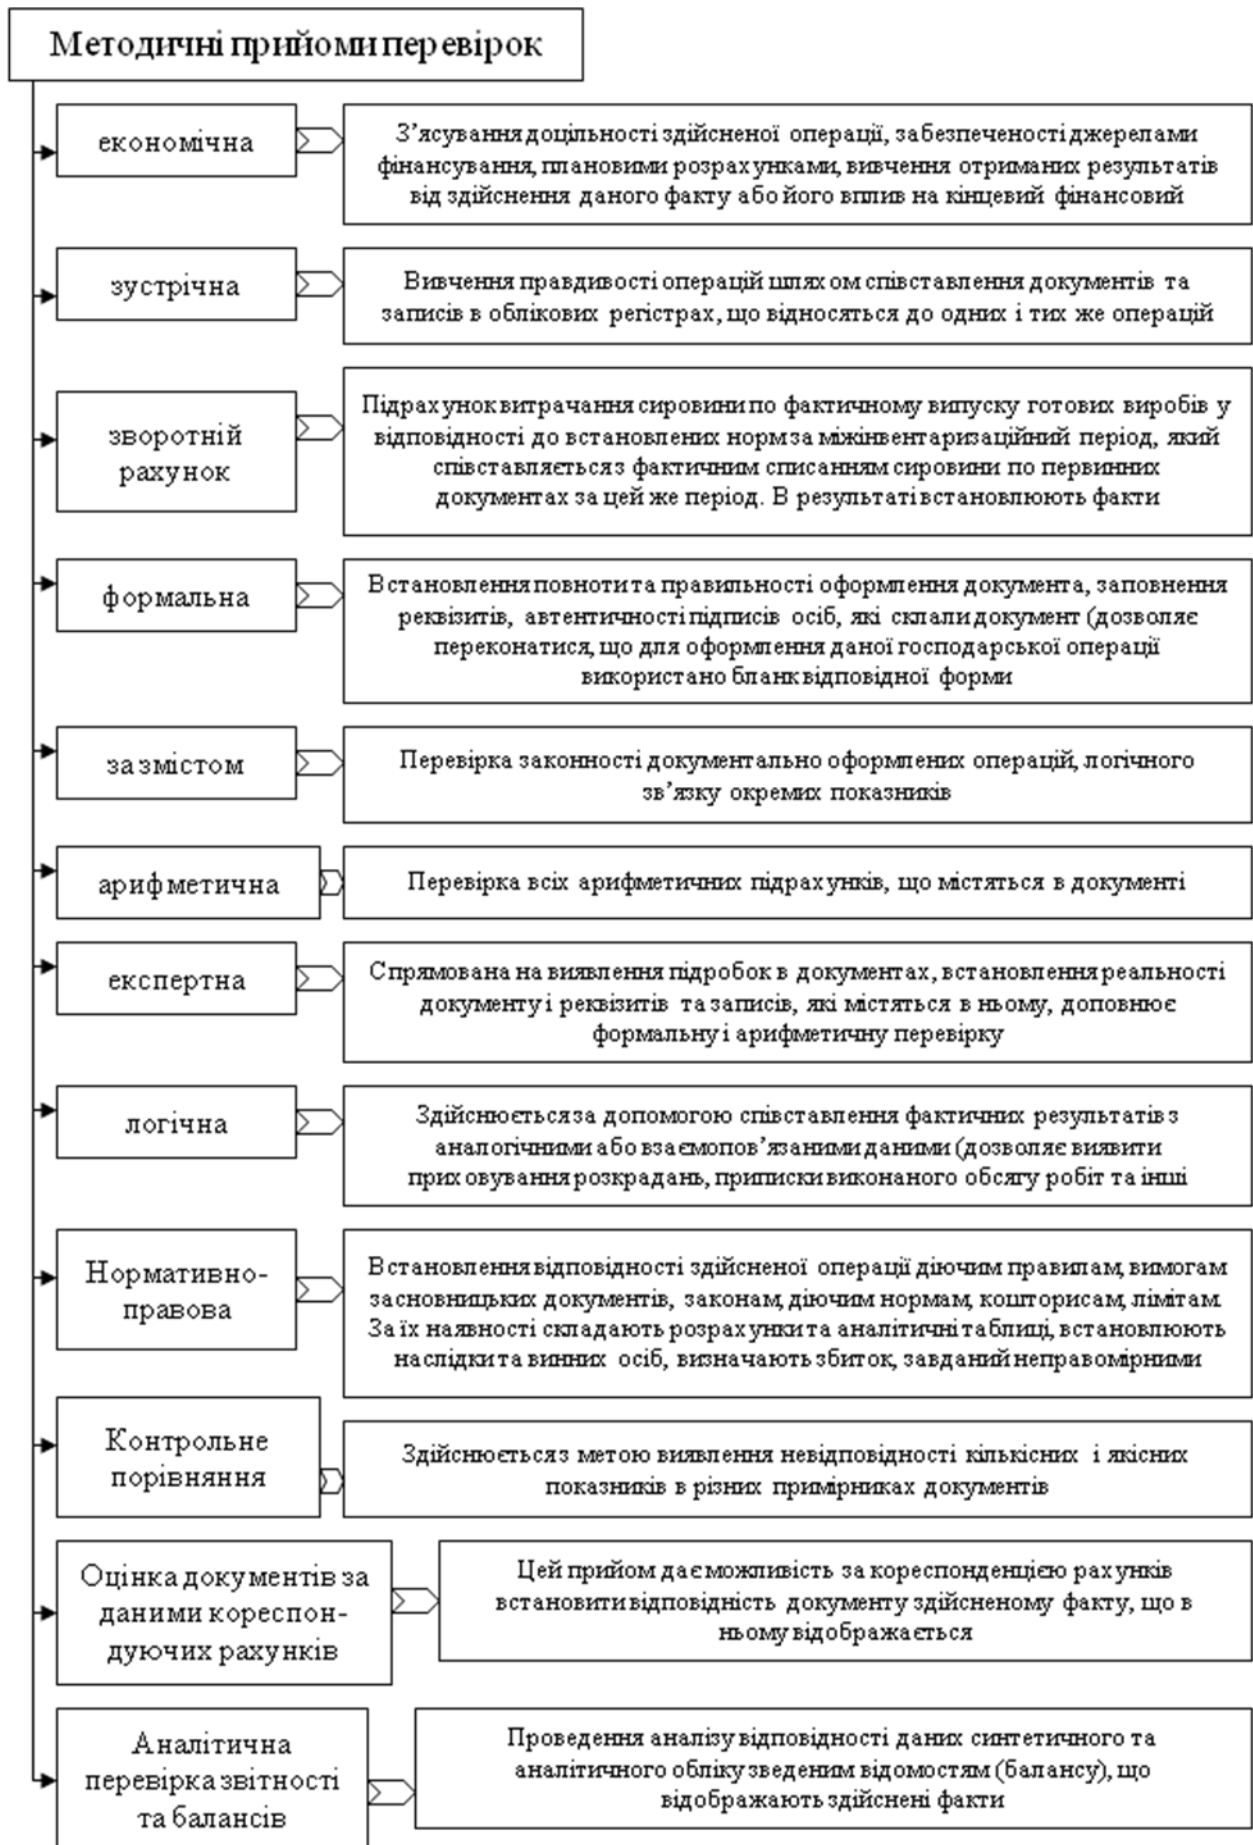 Методичні прийоми перевірок
економічна
З’ясування доцільності здійсненої операції, забезпеченості джерелами
фінансування, плановими розрахунками, вивчення отриманих результатів
від здійснення даного факту або його вплив на кінцевий фінансовий
зустрічна
Вивчення правдивості операцій шляхом співставлення документів та
записів в облікових регістрах, що відносяться до одних і тих же операцій
зворотній
рахунок
Підрахунок витрачання сировини по фактичному випуску готових виробів у
відповідності до встановлених норм за міжінвентаризаційний період, який
співставляється з фактичним списанням сировини по первинних
документах за цей же період. В результаті встановлюють факти
формальна
Встановлення повноти та правильності оформлення документа, заповнення
реквізитів, автентичності підписів осіб, які склали документ (дозволяє
переконатися, що для оформлення даної господарської операції
використано бланк відповідної форми
за змістом
Перевірка законності документально оформлених операцій, логічного
зв’язку окремих показників
арифметична
Перевірка всіх арифметичних підрахунків, що містяться в документі
експертна
Спрямована на виявлення підробок в документах, встановлення реальності
документу і реквізитів та записів, які містяться в ньому, доповнює
формальну і арифметичну перевірку
логічна
Здійснюється за допомогою співставлення фактичних результатів з
аналогічними або взаємопов’язаними даними (дозволяє виявити
приховування розкрадань, приписки виконаного обсягу робіт та інші
Нормативно-
правова
Встановлення відповідності здійсненої операції діючим правилам, вимогам
засновницьких документів, законам, діючим нормам, кошторисам, лімітам.
За їх наявності складають розрахунки та аналітичні таблиці, встановлюють
наслідки та винних осіб, визначають збиток, завданий неправомірними
Контрольне
порівняння
Здійснюється з метою виявлення невідповідності кількісних і якісних
показників в різних примірниках документів
Оцінка документів за
даними кореспон-
дуючих рахунків
Цей прийом дає можливість за кореспонденцією рахунків
встановити відповідність документу здійсненому факту, що в
ньому відображається
Аналітична
перевірка звітності
та балансів
Проведення аналізу відповідності даних синтетичного та
аналітичного обліку зведеним відомостям (балансу), що
відображають здійснені факти